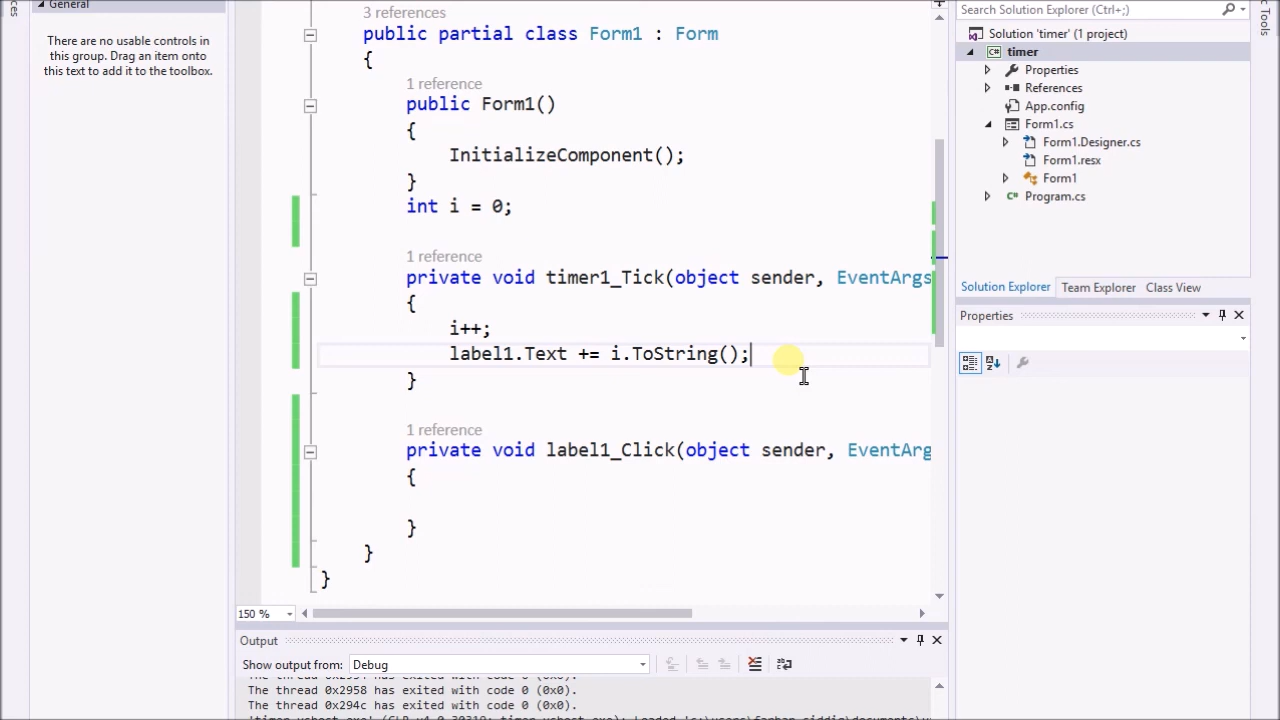 General
There are no usable controls in
this group. Drag an item onto
this text to add it to the toolbox.
3 references
public partial class Form1 : Form
{
1 reference
public Form1()
{
InitializeComponent();
}
int i = 0;
1 reference
private void timer1_Tick(object sender, EventArgs
{
i++;
label1.Text += i.ToString();
}
1 reference
private void label1_Click(object sender, EventArg
{
}
}
}
150 %
Output
Show output from: Debug
The thread 0x2958 has exited with code 0 (0x0).
The thread 0x294c has exited with code 0 (0x0).
Search Solution Explorer (Ctrl+;)
Solution 'timer' (1 project)
C# timer
Properties
References
App.config
Form1.cs
Form1.Designer.cs
Form1.resx
Form1
C# Program.cs
Solution Explorer Team Explorer Class View
Properties